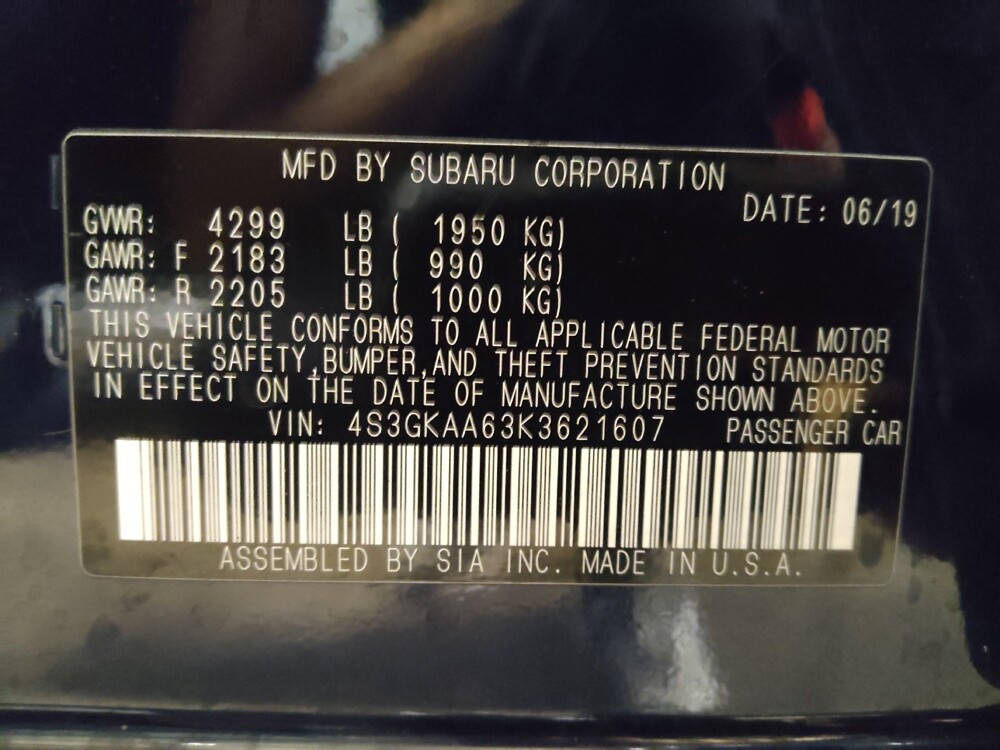 MFD BY SUBARU CORPORATION
DATE: 06/19
GVWR: 4299 LB ( 1950 KG)
GAWR: F 2183 LB ( 990 KG)
GAWR: R 2205 LB ( 1000 KG)
THIS VEHICLE CONFORMS TO ALL APPLICABLE FEDERAL MOTOR
VEHICLE SAFETY,BUMPER,AND THEFT PREVENTION STANDARDS
IN EFFECT ON THE DATE OF MANUFACTURE SHOWN ABOVE.
VIN: 4S3GKAA63K3621607 PASSENGER CAR
ASSEMBLED BY SIA INC. MADE IN U.S.A.